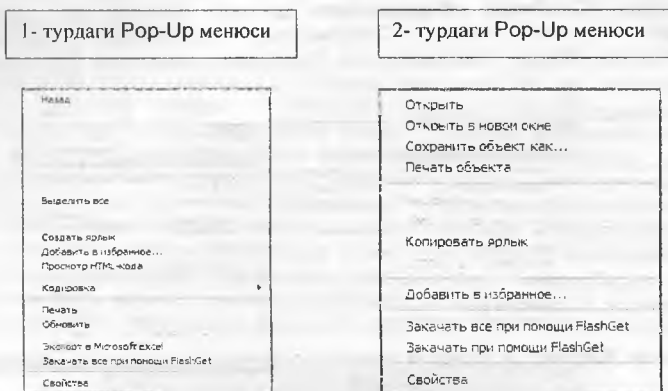 1- турдаги Pop-Up менюси
2- турдаги Pop-Up менюси
Назад
Выделить все
Создать ярлык
Добавить в избранное...
Просмотр HTML-кода
Кодировка
Печать
Обновить
Экспорт в Microsoft Excel
Закачать все при помощи FlashGet
Свойства
Открыть
Открыть в новом окне
Сохранить объект как...
Печать объекта
Копировать ярлык
Добавить в избранное...
Закачать все при помощи FlashGet
Закачать при помощи FlashGet
Свойства